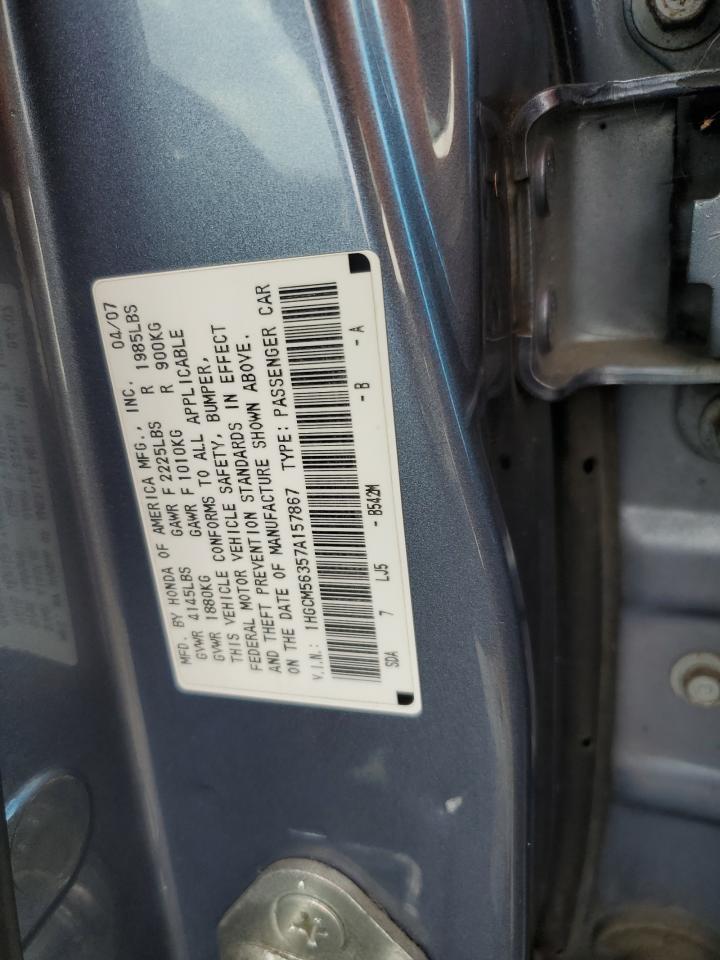 MFD. BY HONDA OF AMERICA MFG., INC. 04/07
GVWR 4145LBS GAWR F 2225LBS R 1985LBS
GVWR 1880KG GAWR F 1010KG R 900KG
THIS VEHICLE CONFORMS TO ALL APPLICABLE
FEDERAL MOTOR VEHICLE SAFETY, BUMPER,
AND THEFT PREVENTION STANDARDS IN EFFECT
ON THE DATE OF MANUFACTURE SHOWN ABOVE.
V.I.N.: 1HGCM56357A157867 TYPE: PASSENGER CAR
SDA 7 LJ5 - B542M - B - A